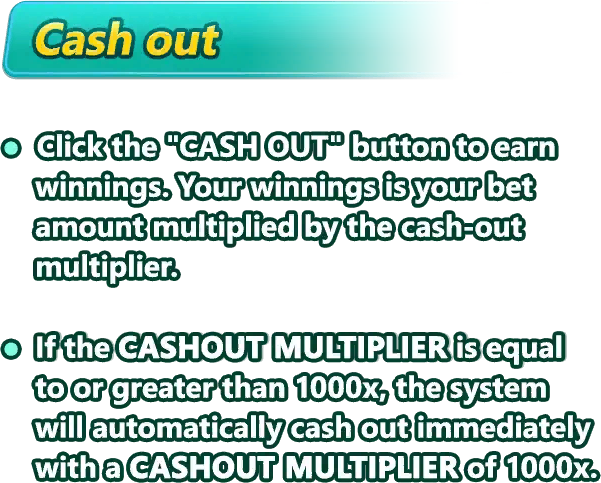 Cash out
Click the "CASH OUT" button to earn
winnings. Your winnings is your bet
amount multiplied by the cash-out
multiplier.
If the CASHOUT MULTIPLIER is equal
to or greater than 1000x, the system
will automatically cash out immediately
with a CASHOUT MULTIPLIER of 1000x.